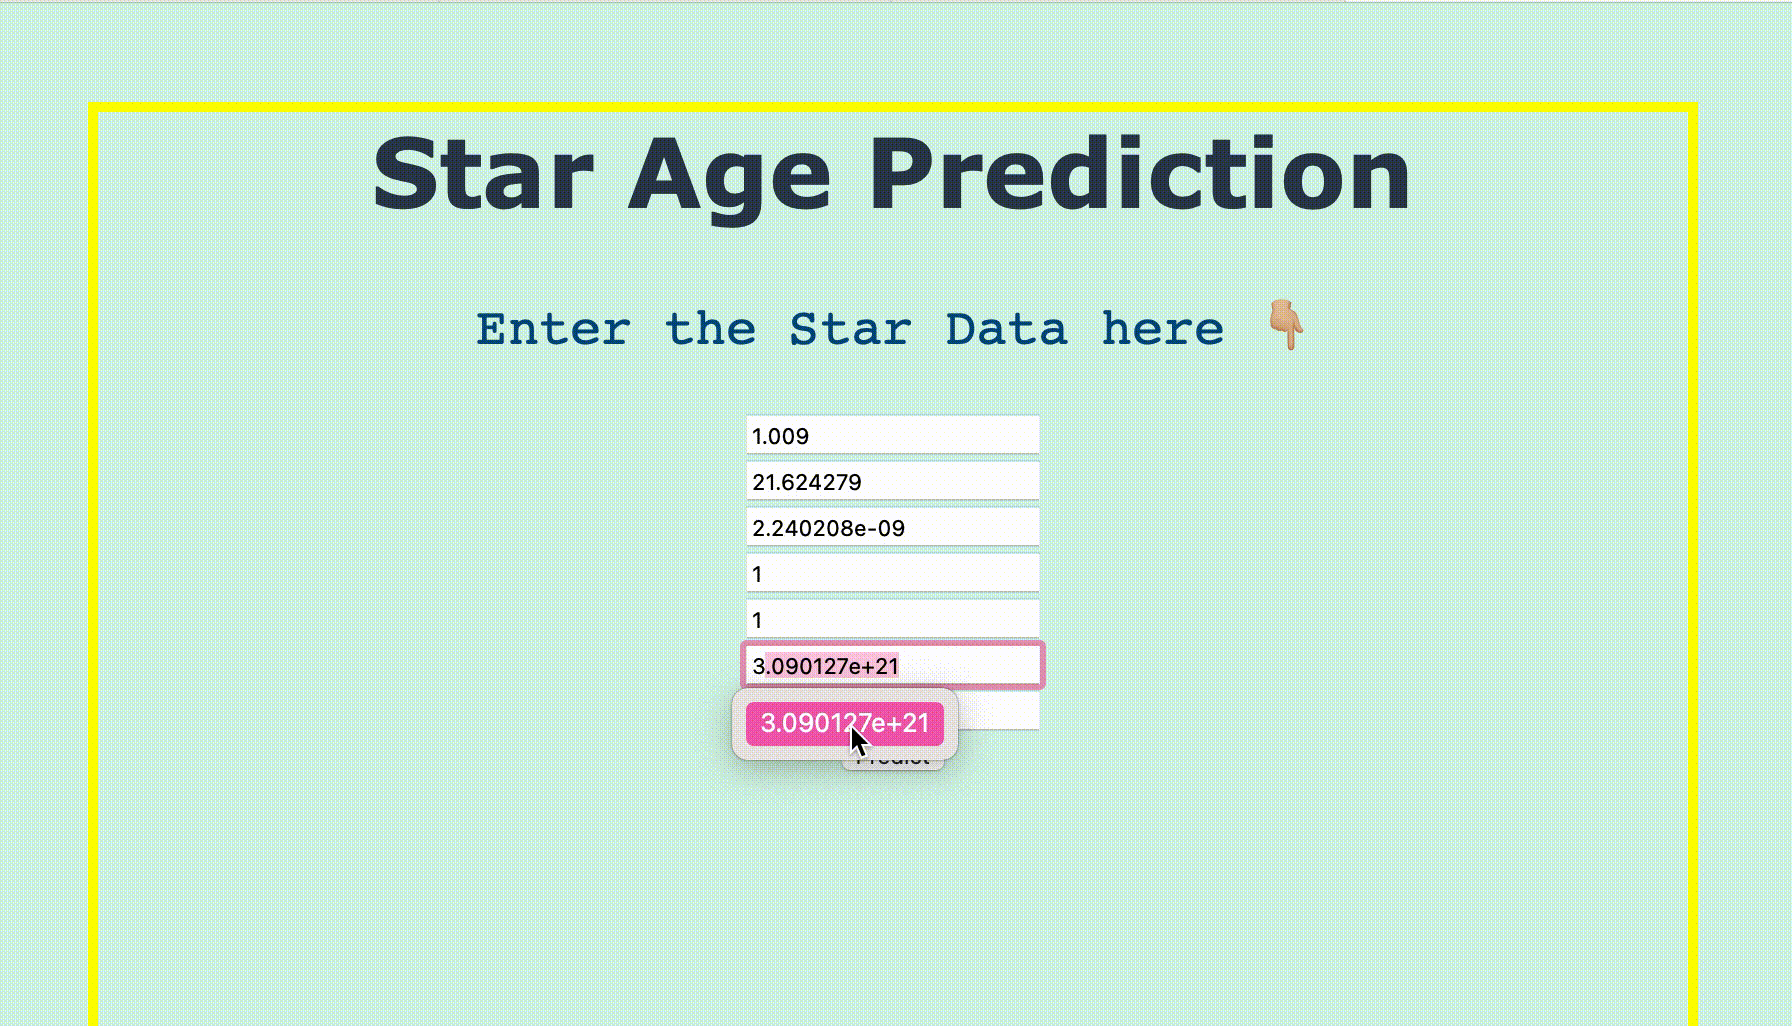 Star Age Prediction
Enter the Star Data here 👇
1.009
21.624279
2.240208e-09
1
1
3.090127e+21
3.090127e+21
Predict